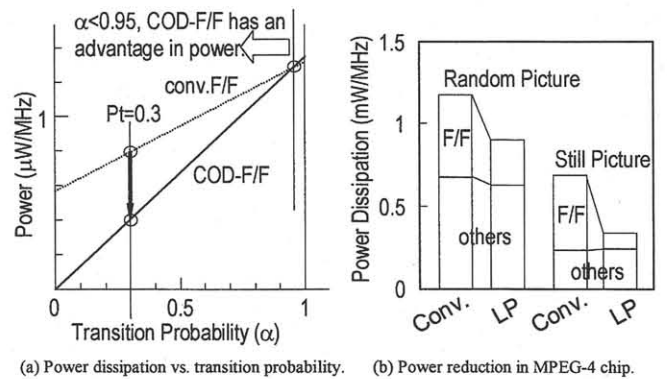 α<0.95, COD-F/F has an
advantage in power.
conv.F/F
Pt=0.3
COD-F/F
1
Power (μW/MHz)
0
0.5
1
Transition Probability (α)
(a) Power dissipation vs. transition probability.
1.5
1
0.5
0
Power Dissipation (mW/MHz)
Random Picture
F/F
Still Picture
F/F
others
others
Conv.
LP
Conv.
LP
(b) Power reduction in MPEG-4 chip.